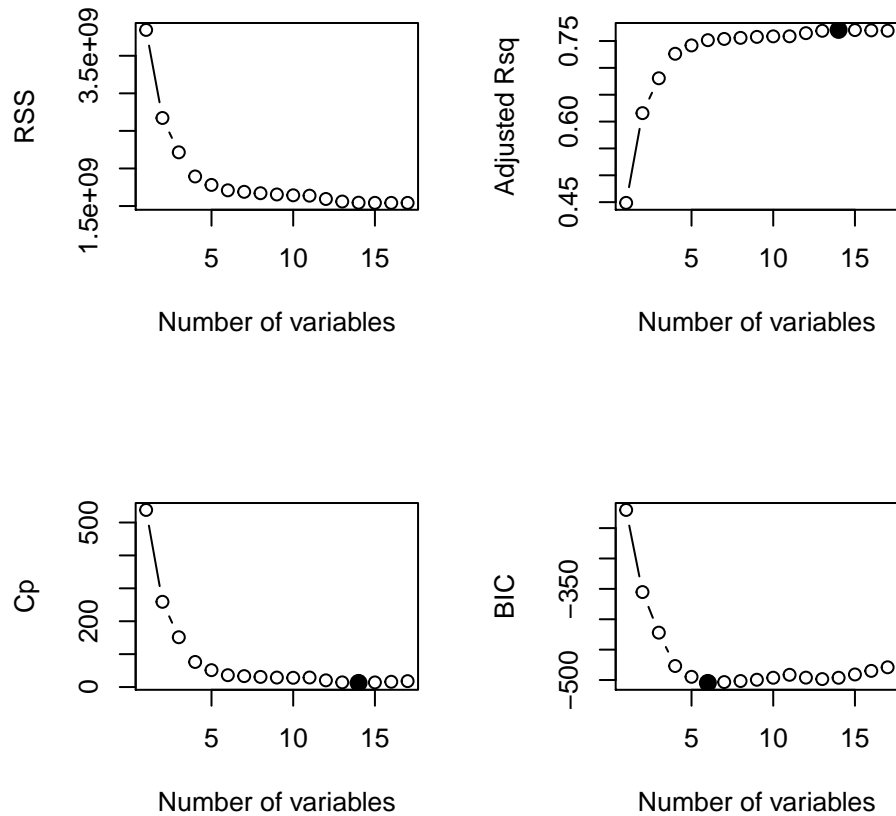 RSS
1.5e+09
3.5e+09
5
10
15
Number of variables
Adjusted Rsq
0.45
0.60
0.75
5
10
15
Number of variables
Cp
0
200
500
5
10
15
Number of variables
BIC
−500
−350
5
10
15
Number of variables